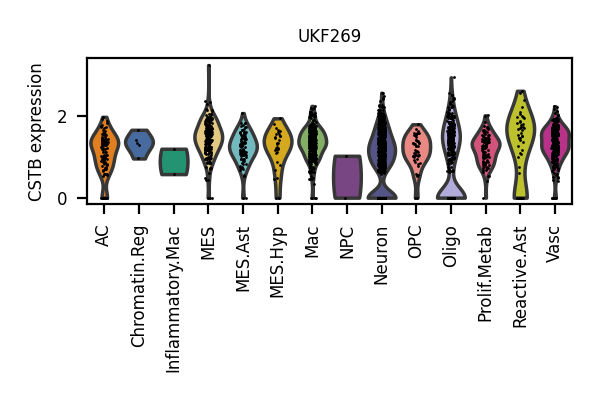 UKF269
CSTB expression
2
0
AC
Chromatin.Reg
Inflammatory.Mac
MES
MES.Ast
MES.Hyp
Mac
NPC
Neuron
OPC
Oligo
Prolif.Metab
Reactive.Ast
Vasc